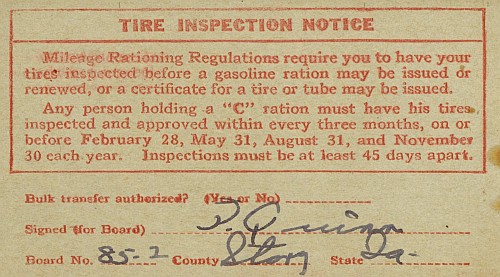 TIRE INSPECTION NOTICE
Mileage Rationing Regulations require you to have your
tires inspected before a gasoline ration may be issued or
renewed, or a certificate for a tire or tube may be issued.
Any person holding a "C" ration must have his tires
inspected and approved within every three months, on or
before February 28, May 31, August 31, and November
30 each year. Inspections must be at least 45 days apart.
Bulk transfer authorized? (Yes or No)
Signed (for Board)
Board No. 85-2 County Story State Ia.